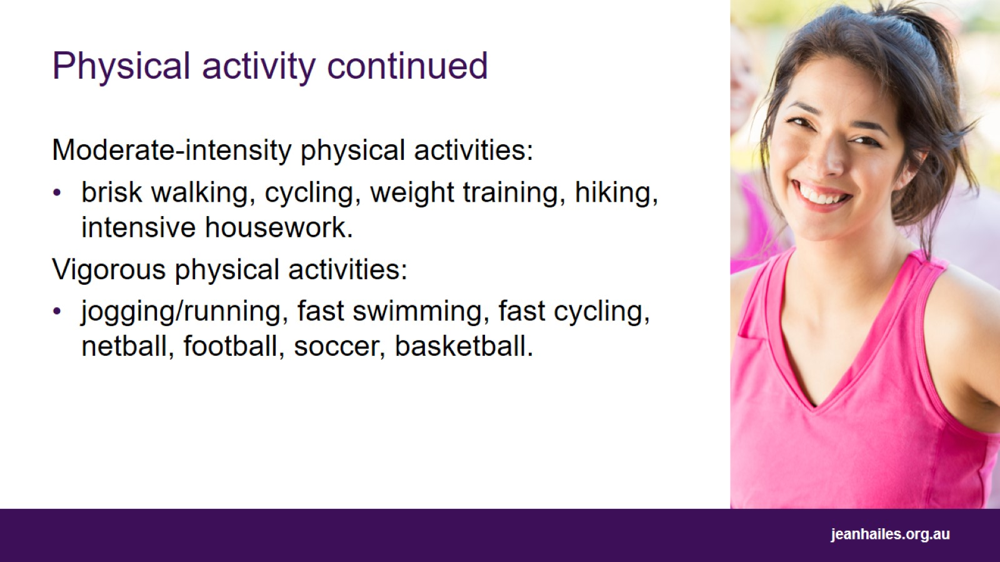 Physical activity continued
Moderate-intensity physical activities:
• brisk walking, cycling, weight training, hiking,
intensive housework.
Vigorous physical activities:
• jogging/running, fast swimming, fast cycling,
netball, football, soccer, basketball.
jeanhailes.org.au